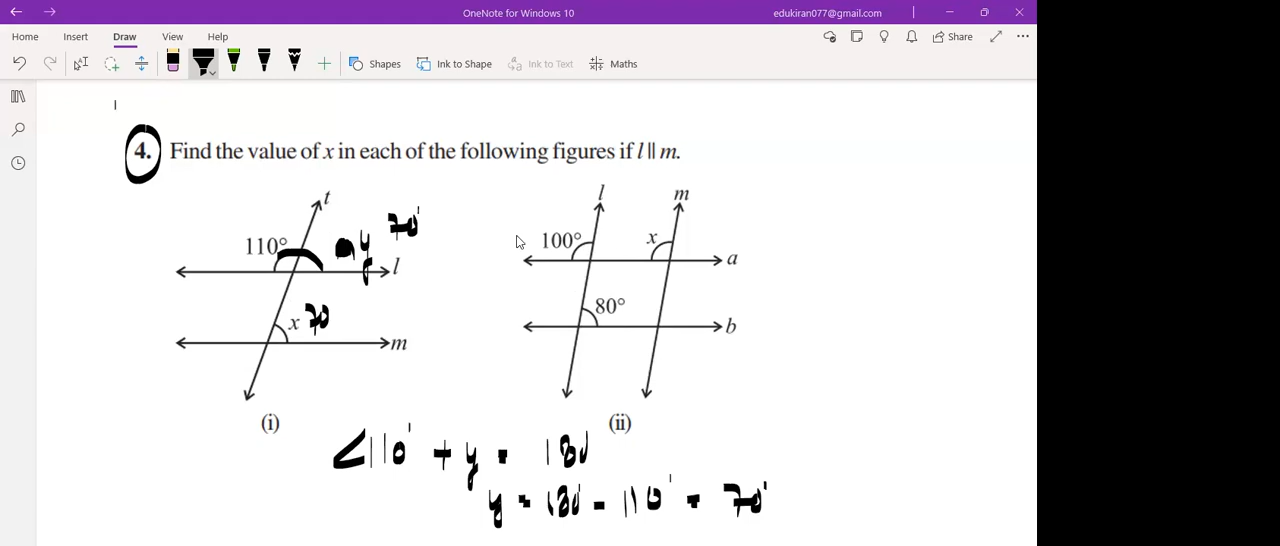 OneNote for Windows 10
edukiran077@gmail.com
Home Insert Draw View Help
Shapes Ink to Shape Ink to Text Maths Share
4. Find the value of x in each of the following figures if l || m.
t
110° y 70°
l
x 70
m
(i)
l m
100° x
a
80°
b
(ii)
<110° + y = 180
y = 180 - 110° = 70°